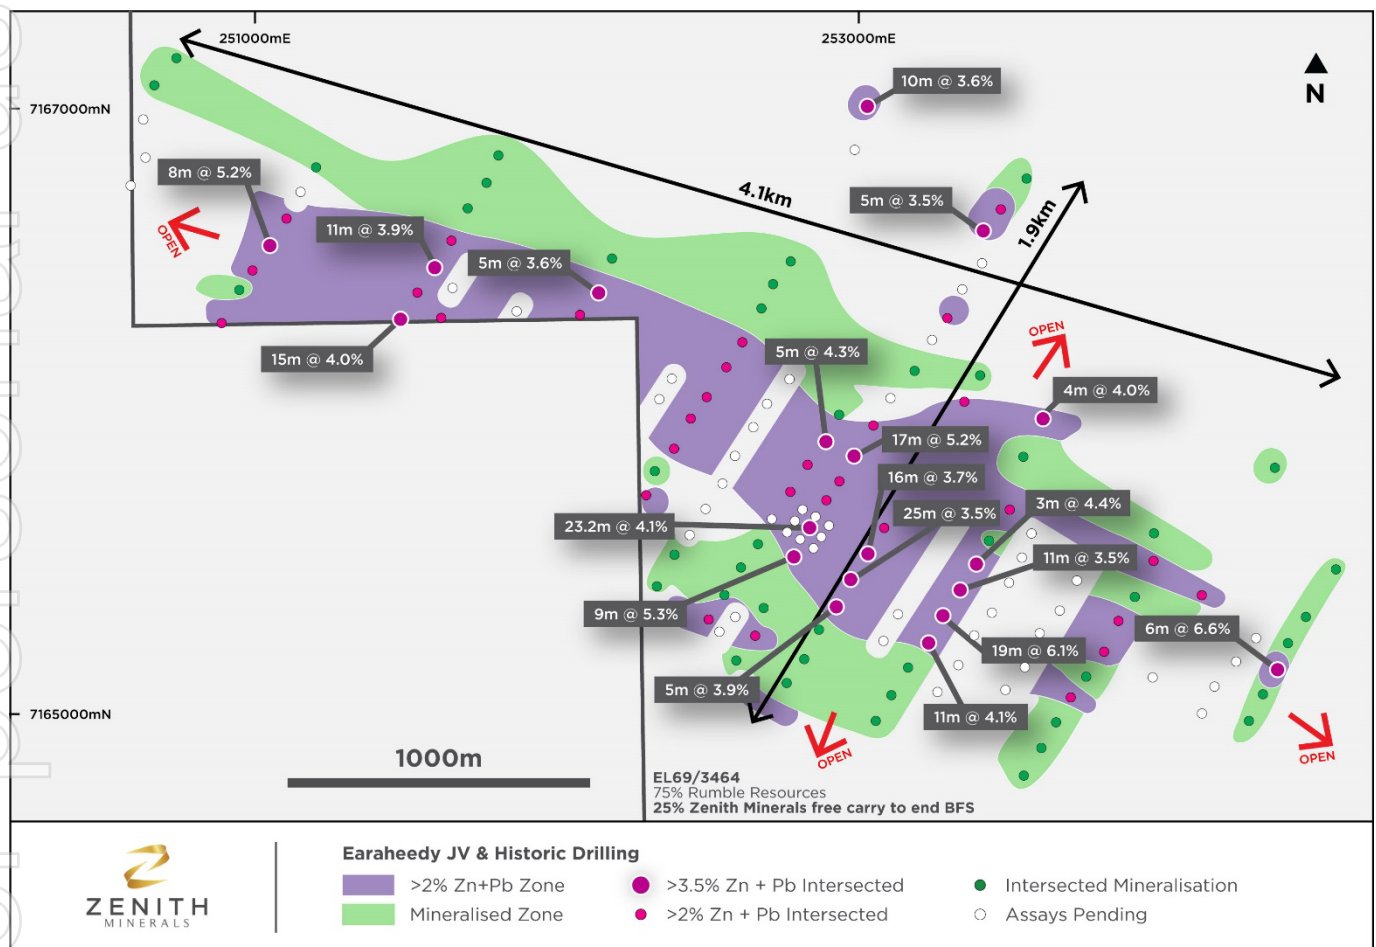 251000mE
253000mE
N
7167000mN
7165000mN
10m @ 3.6%
8m @ 5.2%
5m @ 3.5%
4.1km
1.9km
11m @ 3.9%
5m @ 3.6%
OPEN
15m @ 4.0%
5m @ 4.3%
OPEN
4m @ 4.0%
17m @ 5.2%
16m @ 3.7%
3m @ 4.4%
25m @ 3.5%
23.2m @ 4.1%
11m @ 3.5%
9m @ 5.3%
6m @ 6.6%
19m @ 6.1%
5m @ 3.9%
11m @ 4.1%
OPEN
OPEN
1000m
EL69/3464
75% Rumble Resources
25% Zenith Minerals free carry to end BFS
ZENITH
MINERALS
Earaheedy JV & Historic Drilling
>2% Zn+Pb Zone
>3.5% Zn + Pb Intersected
Intersected Mineralisation
Mineralised Zone
>2% Zn + Pb Intersected
Assays Pending